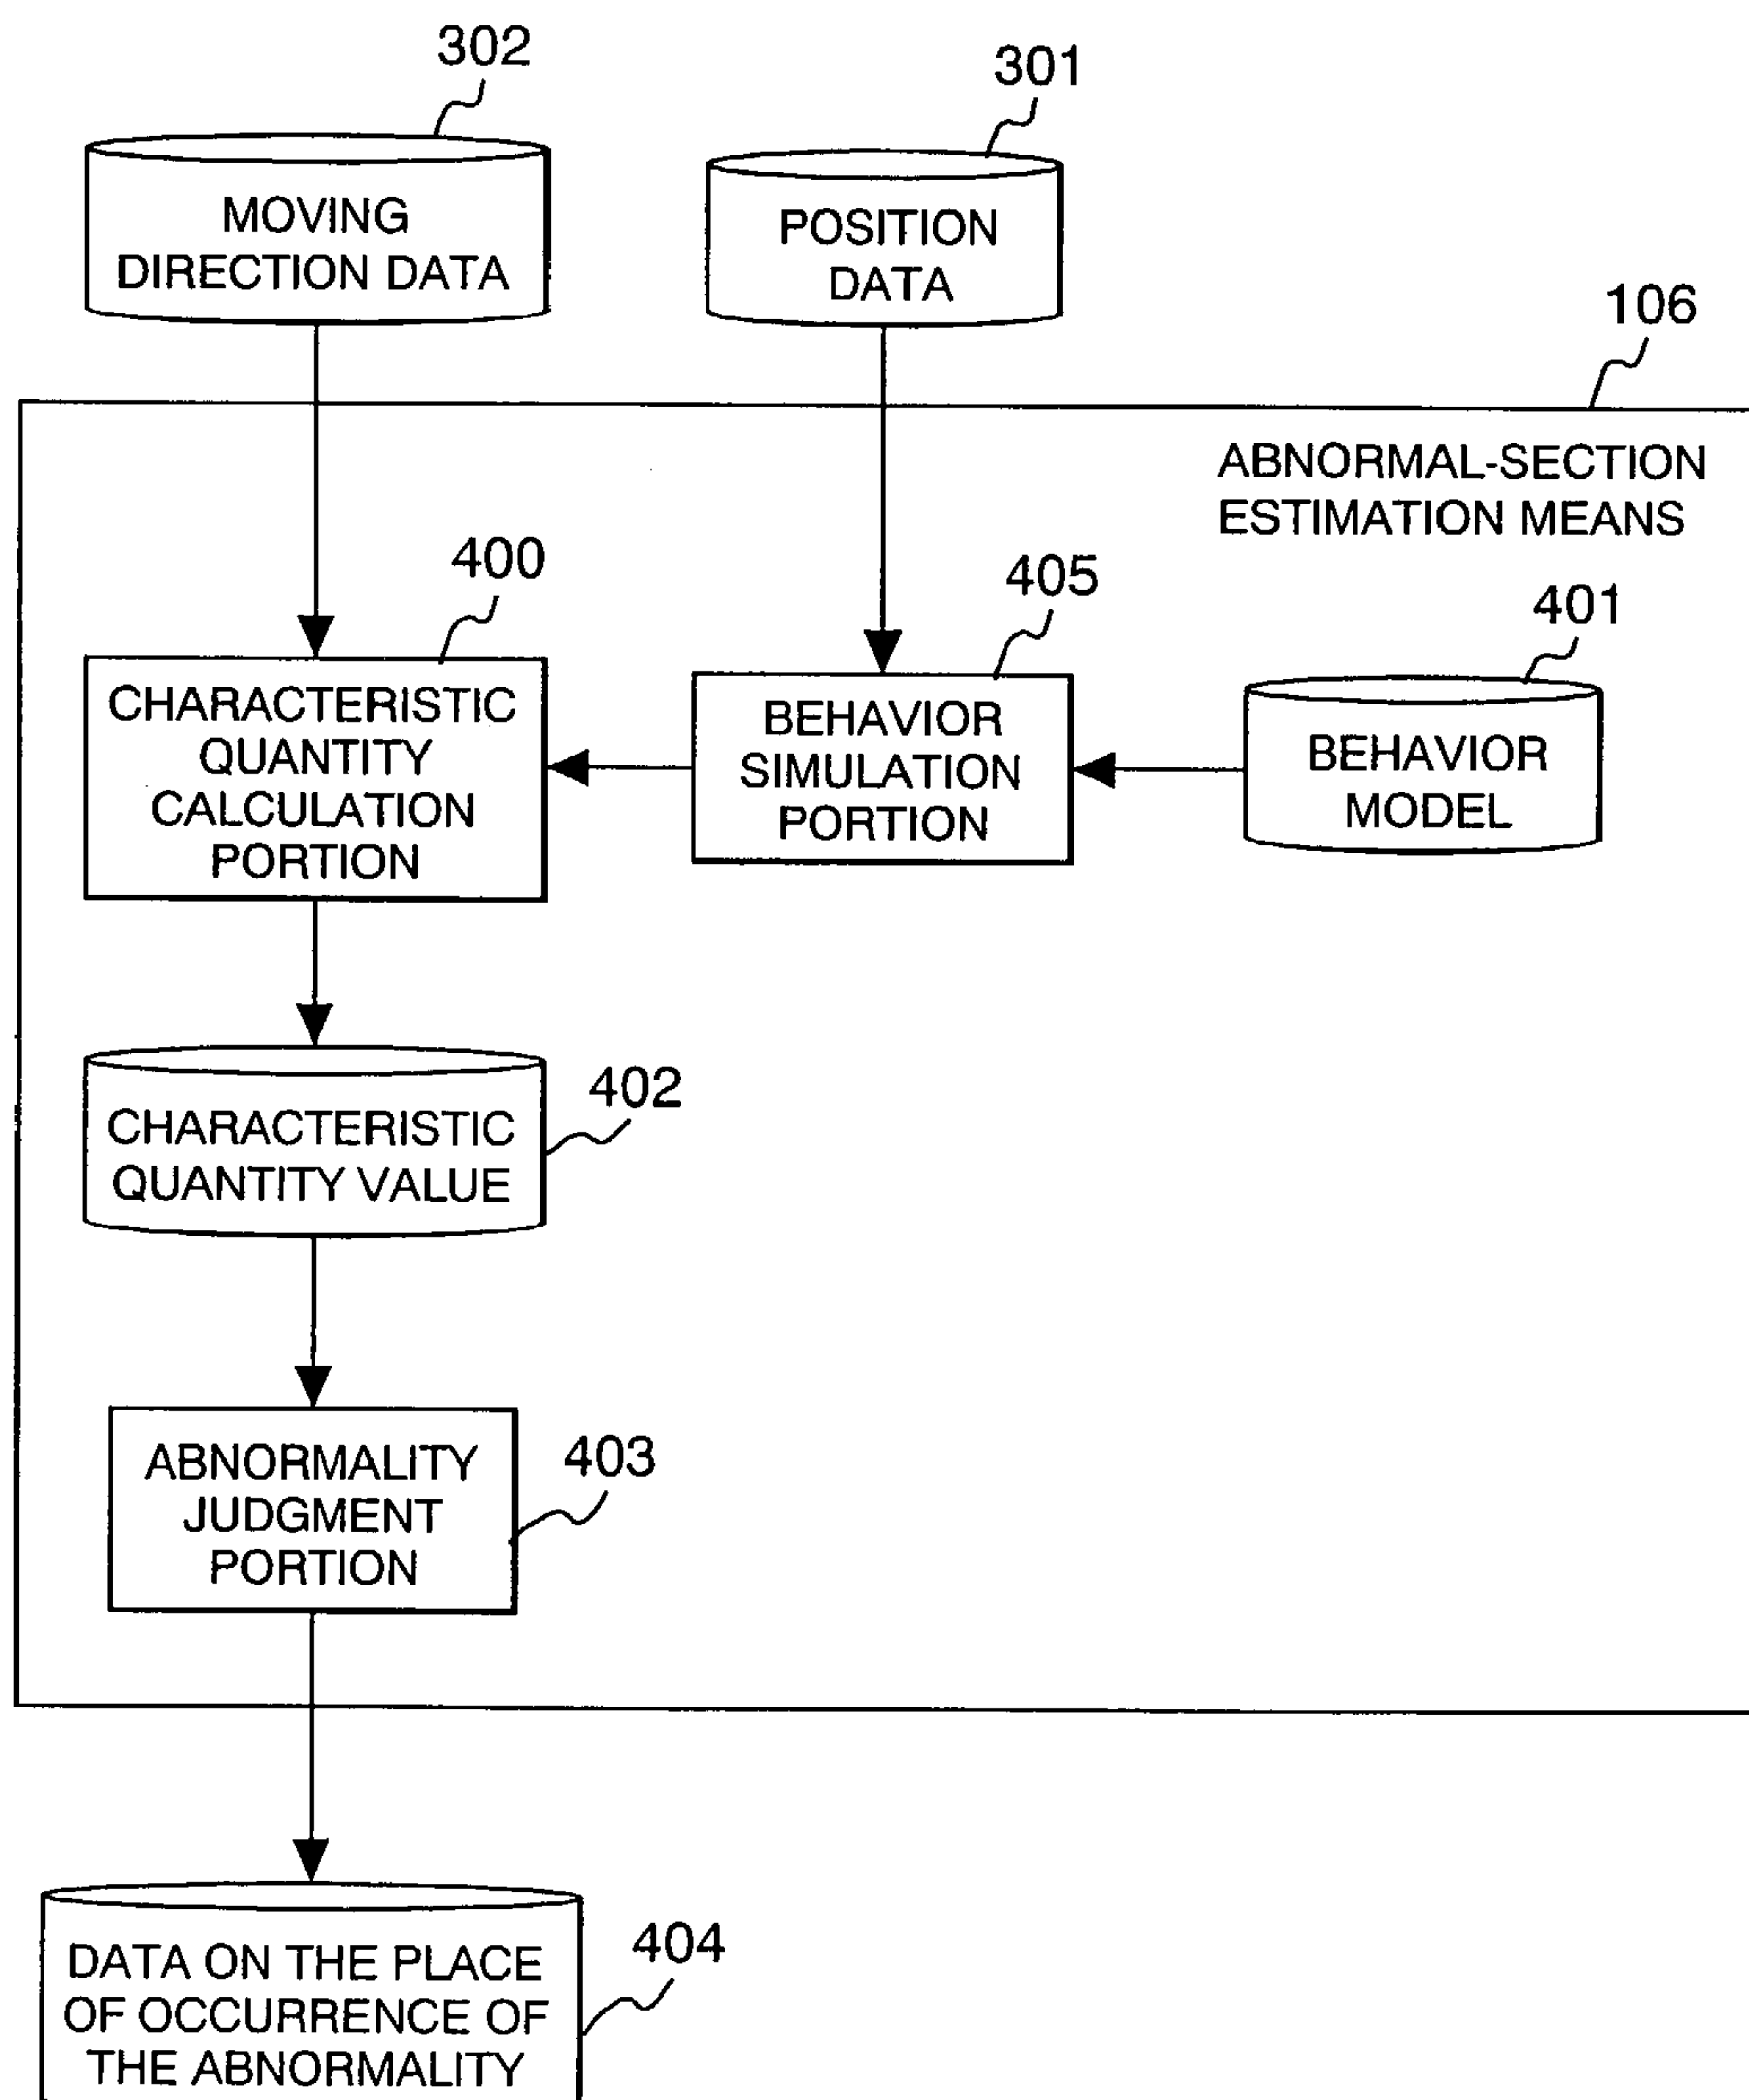 302
301
MOVING
DIRECTION DATA
POSITION
DATA
106
ABNORMAL-SECTION
ESTIMATION MEANS
400
405
401
CHARACTERISTIC
QUANTITY
CALCULATION
PORTION
BEHAVIOR
SIMULATION
PORTION
BEHAVIOR
MODEL
402
CHARACTERISTIC
QUANTITY VALUE
403
ABNORMALITY
JUDGMENT
PORTION
404
DATA ON THE PLACE
OF OCCURRENCE OF
THE ABNORMALITY